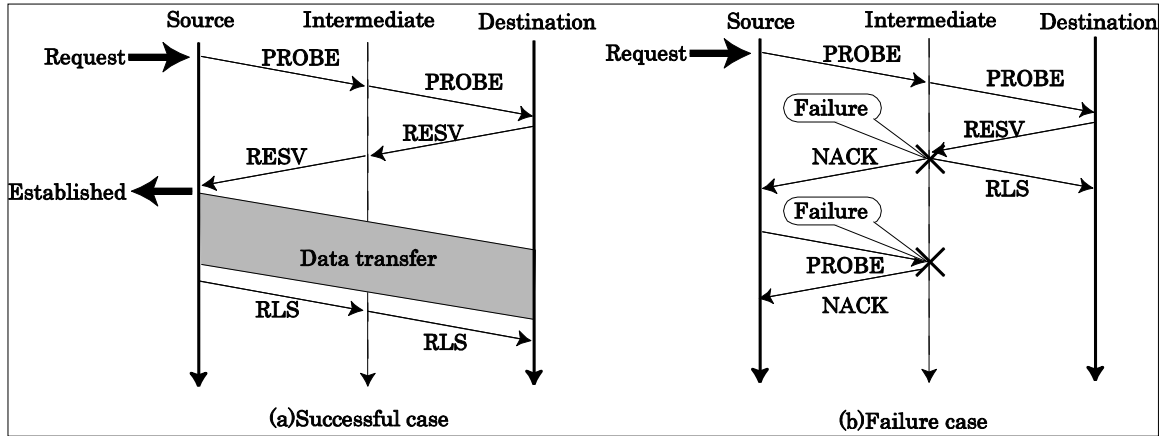 Source Intermediate Destination
Request
PROBE
PROBE
RESV
RESV
Established
Data transfer
RLS
RLS
(a)Successful case
Source Intermediate Destination
Request
PROBE
PROBE
Failure
RESV
NACK
RLS
Failure
PROBE
NACK
(b)Failure case